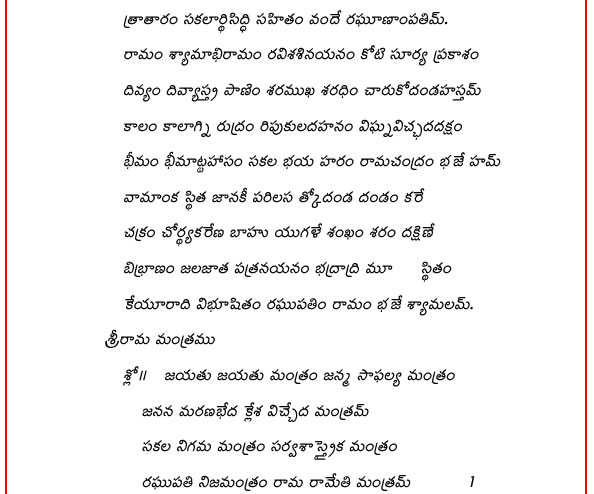 త్రాతారం సకలార్థిసిద్ధి సహితం వందే రఘూణాంపతిమ్.
రామం శ్యామాభిరామం రవిశశినయనం కోటి సూర్య ప్రకాశం
దివ్యం దివ్యాస్త్ర పాణిం శరముఖ శరధిం చారుకోదండహస్తమ్
కాలం కాలాగ్ని రుద్రం రిపుకులదహనం విఘ్నవిచ్ఛదదక్షం
భీమం భీమాట్టహాసం సకల భయ హరం రామచంద్రం భజే హమ్
వామాంక స్థిత జానకీ పరిలస త్కోదండ దండం కరే
చక్రం చోర్ధ్వకరేణ బాహు యుగళే శంఖం శరం దక్షిణే
బిభ్రాణం జలజాత పత్రనయనం భద్రాద్రి మూ స్థితం
కేయూరాది విభూషితం రఘుపతిం రామం భజే శ్యామలమ్.
శ్రీరామ మంత్రము
శ్లో॥ జయతు జయతు మంత్రం జన్మ సాఫల్య మంత్రం
జనన మరణభేద క్లేశ విచ్చేద మంత్రమ్
సకల నిగమ మంత్రం సర్వశాస్త్రైక మంత్రం
రఘుపతి నిజమంత్రం రామ రామేతి మంత్రమ్ 1